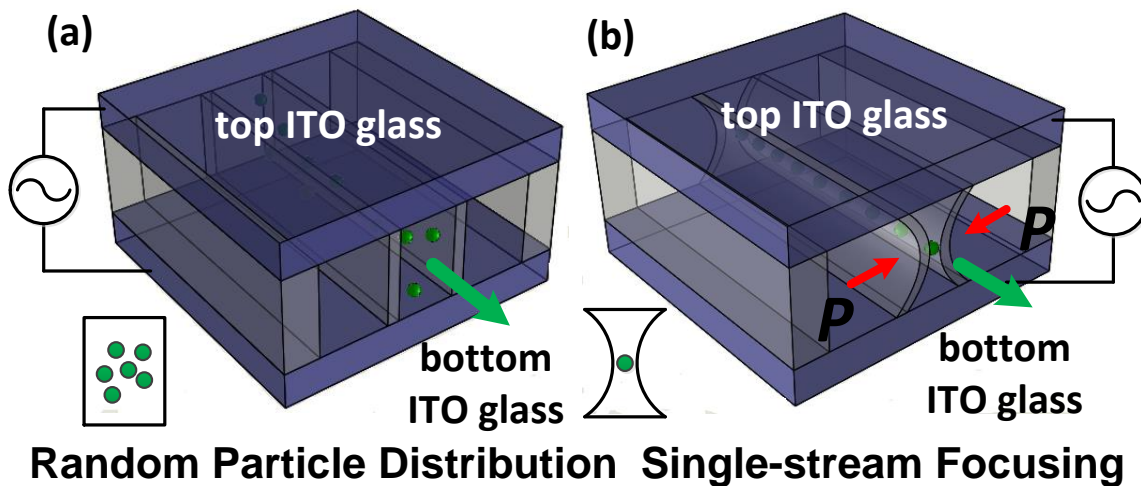 (a)
top ITO glass
bottom
ITO glass
Random Particle Distribution
(b)
top ITO glass
P
P
bottom
ITO glass
Single-stream Focusing